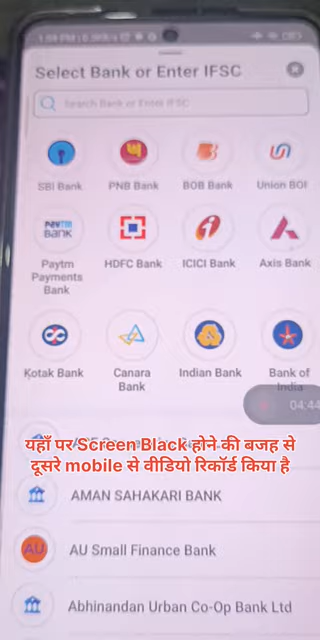 Select Bank or Enter IFSC
Search Bank or Enter IFSC
SBI Bank
PNB Bank
BOB Bank
Union BOI
Paytm
Bank
Paytm
Payments
Bank
HDFC Bank
ICICI Bank
Axis Bank
Kotak Bank
Canara
Bank
Indian Bank
Bank of
India
04:44
यहाँ पर Screen Black होने की बजह से
दूसरे mobile से वीडियो रिकॉर्ड किया है
AMAN SAHAKARI BANK
AU
AU Small Finance Bank
Abhinandan Urban Co-Op Bank Ltd